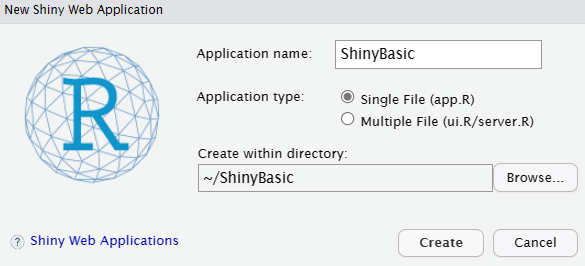 New Shiny Web Application
Application name: ShinyBasic
Application type: Single File (app.R)
Multiple File (ui.R/server.R)
Create within directory:
~/ShinyBasic Browse...
R
? Shiny Web Applications Create Cancel